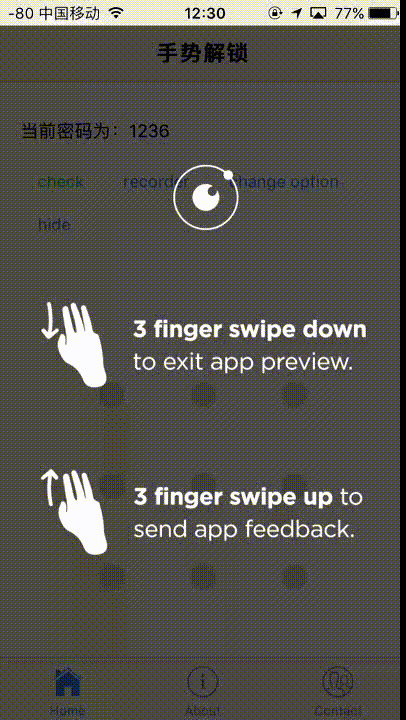 -80 中国移动 12:30 77%
手势解锁
当前密码为：1236
check recorder change option
hide
3 finger swipe down
to exit app preview.
3 finger swipe up to
send app feedback.
Home About Contact